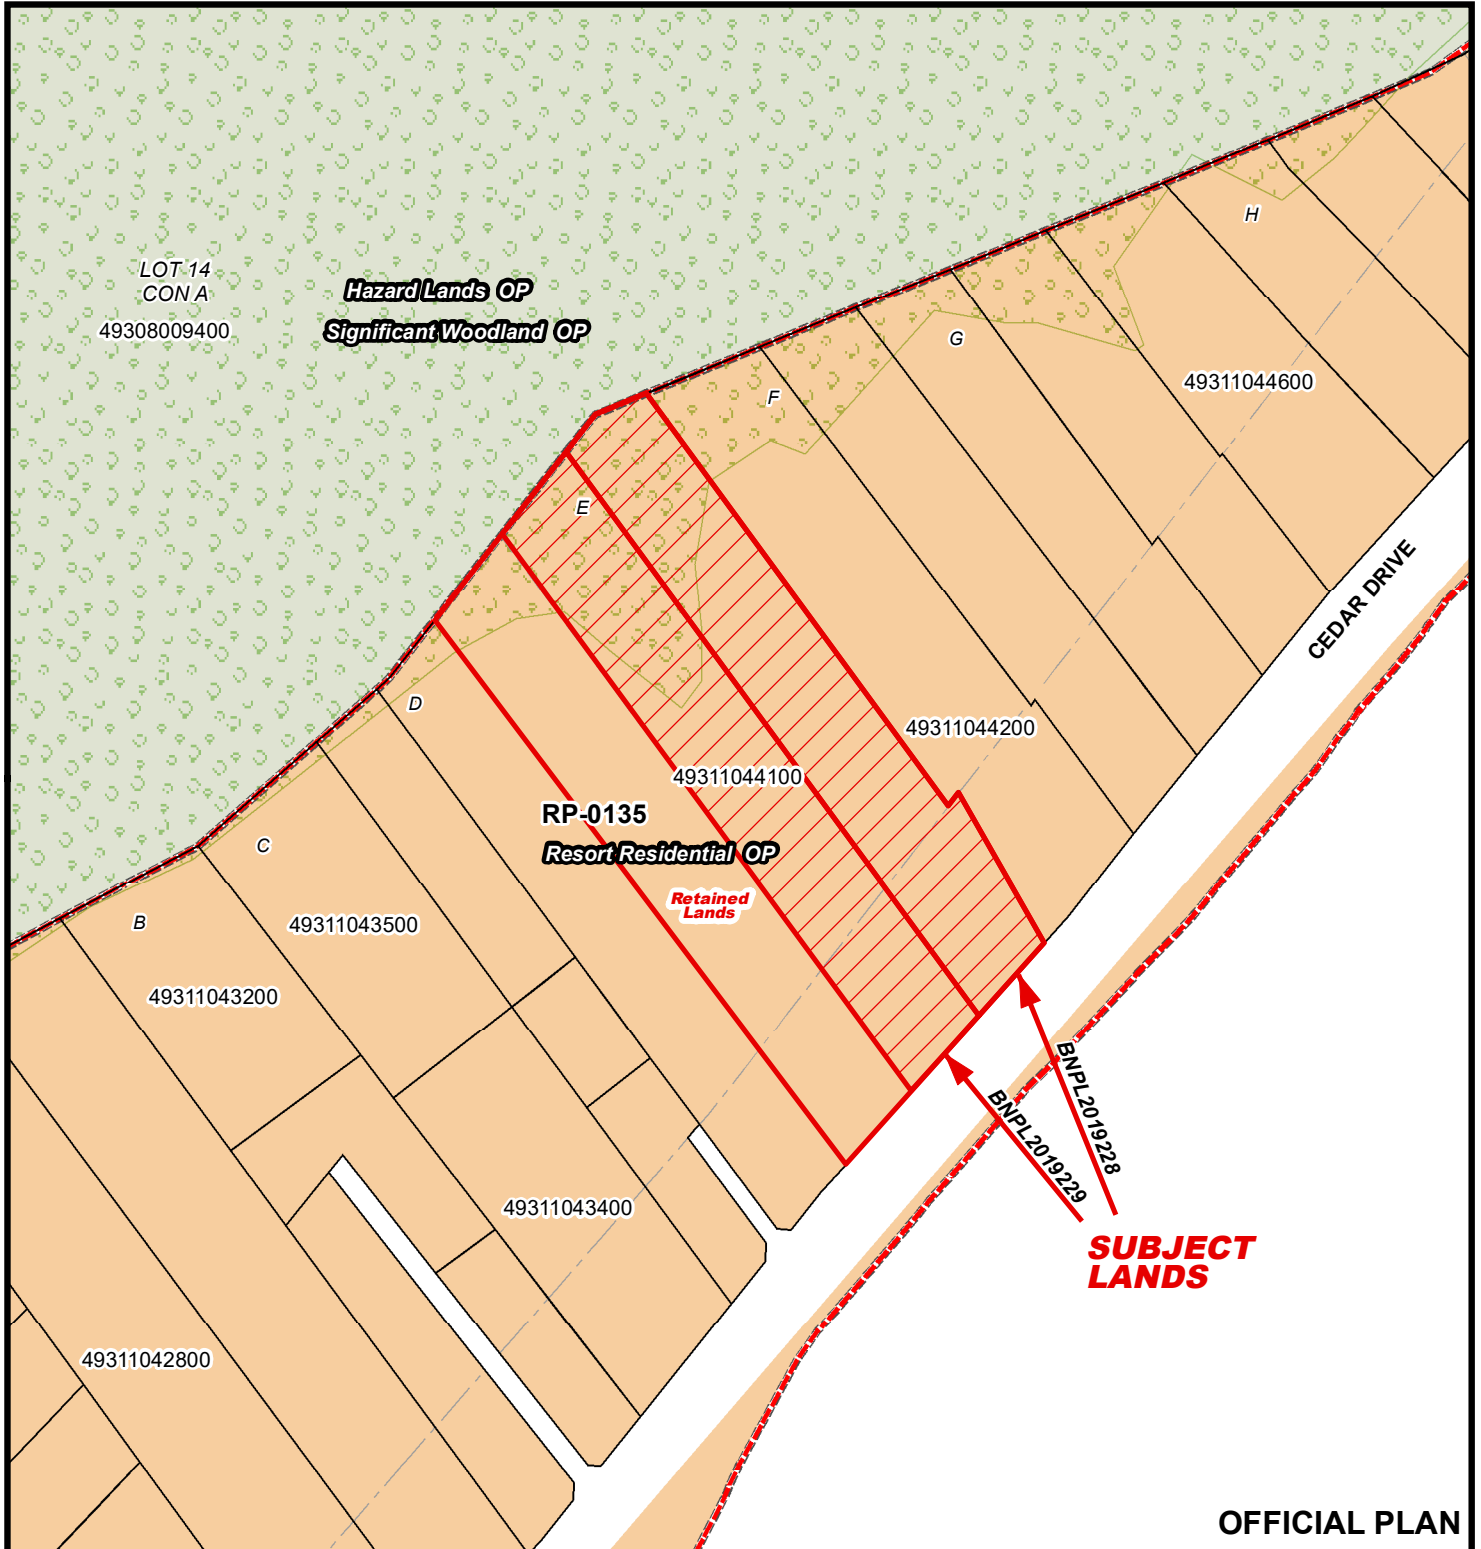 H
LOT 14
CON A
49308009400
Hazard Lands OP
Significant Woodland OP
G
49311044600
F
E
CEDAR DRIVE
D
49311044200
49311044100
RP-0135
Resort Residential OP
C
Retained
Lands
B
49311043500
49311043200
BNPL2019228
BNPL2019229
49311043400
SUBJECT
LANDS
49311042800
OFFICIAL PLAN